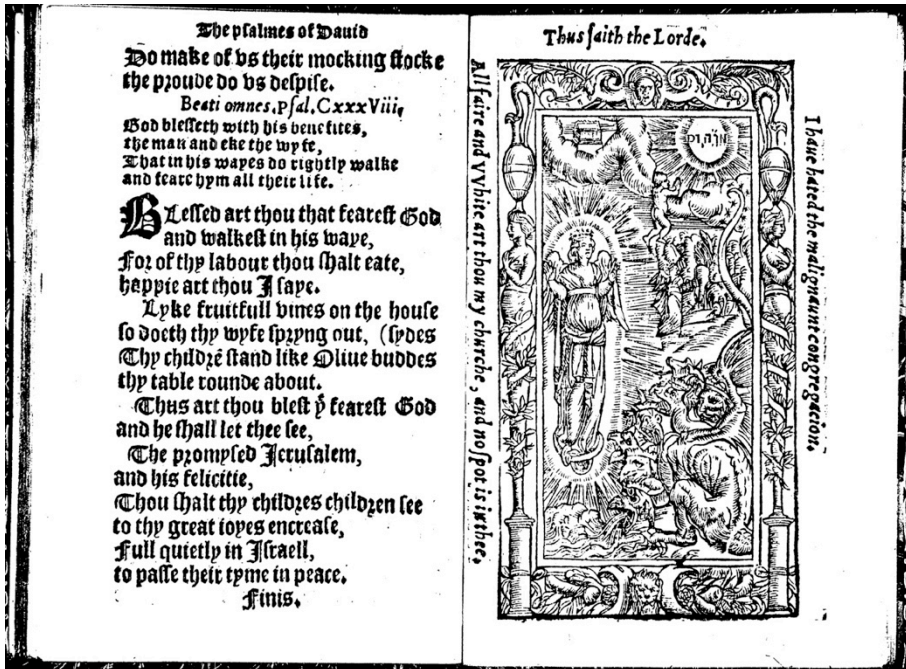 The psalmes of Dauid
Do make of vs their mocking stocke
the proude do vs despise.
Beati omnes. Psal. CxxxViii.
God blesseth with his benefites,
the man and eke the wyfe,
That in his wayes do rightly walke
and feare hym all their life.
BLessed art thou that fearest God
and walkest in his waye,
For of thy labour thou shalt eate,
happie art thou I saye.
Lyke fruitfull vines on the house
so doeth thy wyfe spryng out, (sydes
Thy childrē stand like Oliue buddes
thy table rounde about.
Thus art thou blest yͭ fearest God
and he shall let thee see,
The promysed Jerusalem,
and his felicitie,
Thou shalt thy childres children see
to thy great ioyes encrease,
Full quietly in Israell,
to passe their tyme in peace.
Finis.
Thus saith the Lorde.
All faire and vvhite art thou my churche, and no spot is in thee.
I haue hated the malignaunt congregacion.